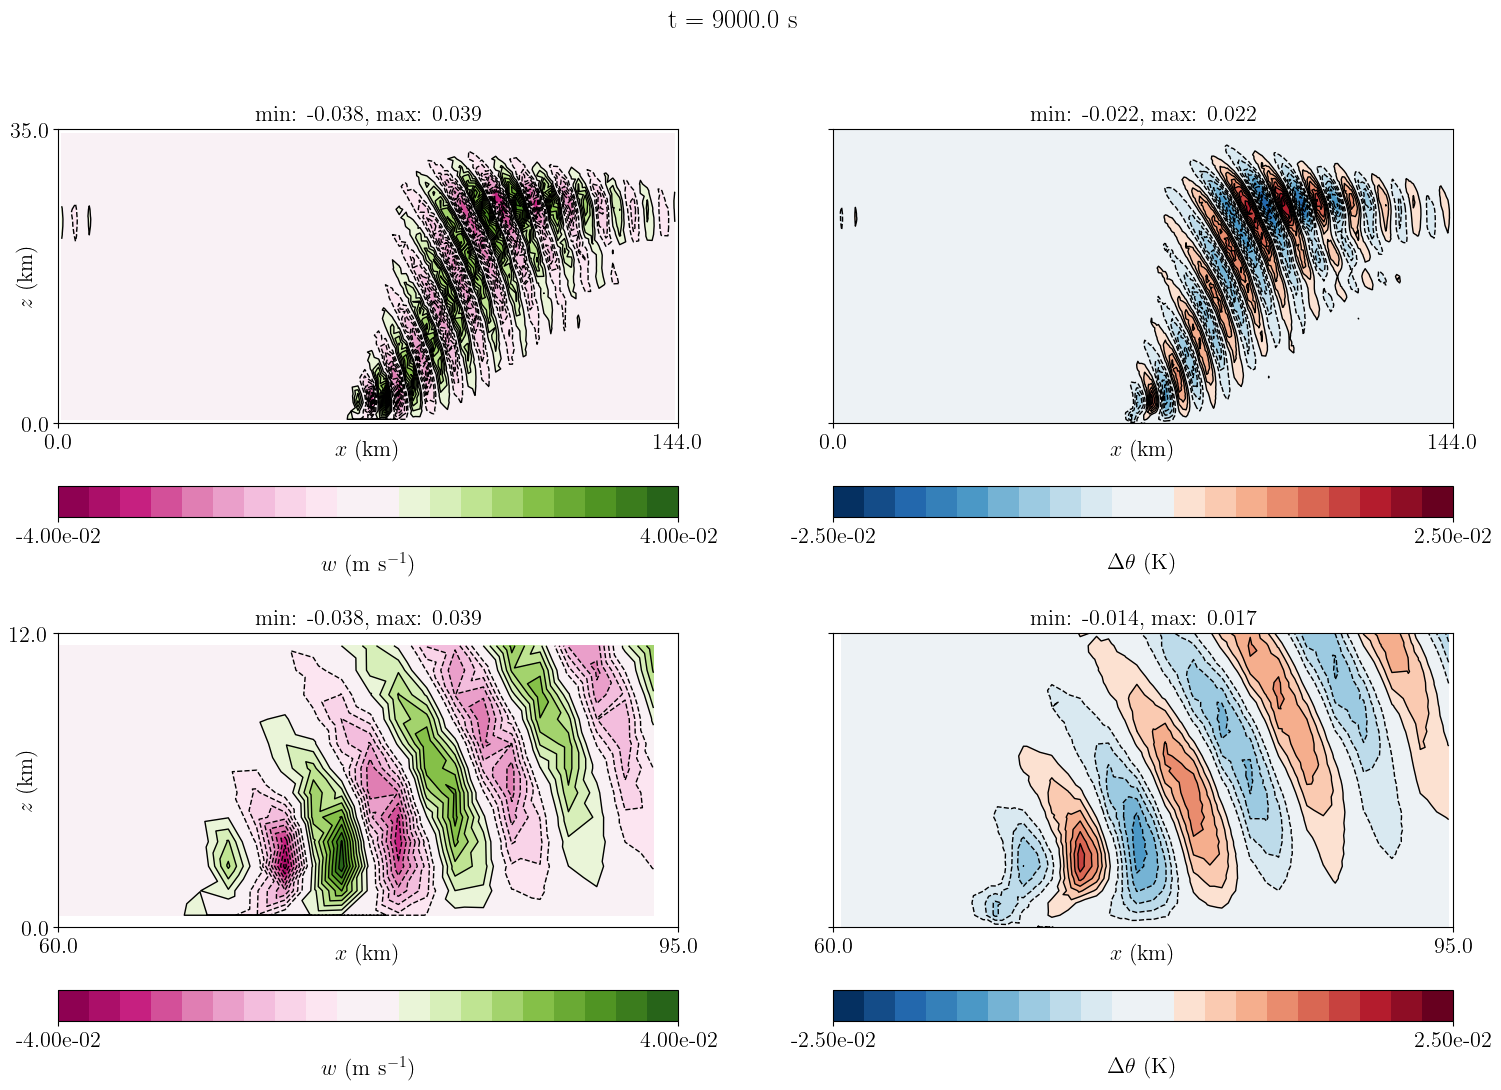 t = 9000.0 s
min: -0.038, max: 0.039
min: -0.022, max: 0.022
35.0
z (km)
0.0
0.0
144.0
0.0
144.0
x (km)
x (km)
-4.00e-02
4.00e-02
-2.50e-02
2.50e-02
w (m s⁻¹)
Δθ (K)
min: -0.038, max: 0.039
min: -0.014, max: 0.017
12.0
z (km)
0.0
60.0
95.0
60.0
95.0
x (km)
x (km)
-4.00e-02
4.00e-02
-2.50e-02
2.50e-02
w (m s⁻¹)
Δθ (K)